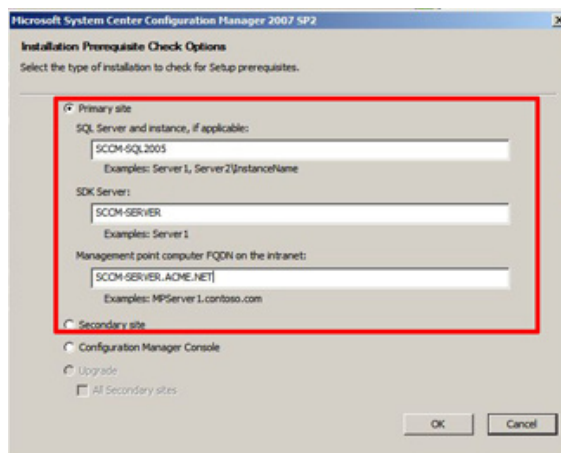 Microsoft System Center Configuration Manager 2007 SP2
Installation Prerequisite Check Options
Select the type of installation to check for Setup prerequisites.
Primary site
SQL Server and instance, if applicable:
SCCM-SQL2005
Examples: Server1, Server2\InstanceName
SDK Server:
SCCM-SERVER
Examples: Server1
Management point computer FQDN on the intranet:
SCCM-SERVER.ACME.NET
Examples: MPServer1.contoso.com
Secondary site
Configuration Manager Console
Upgrade
All Secondary sites
OK
Cancel